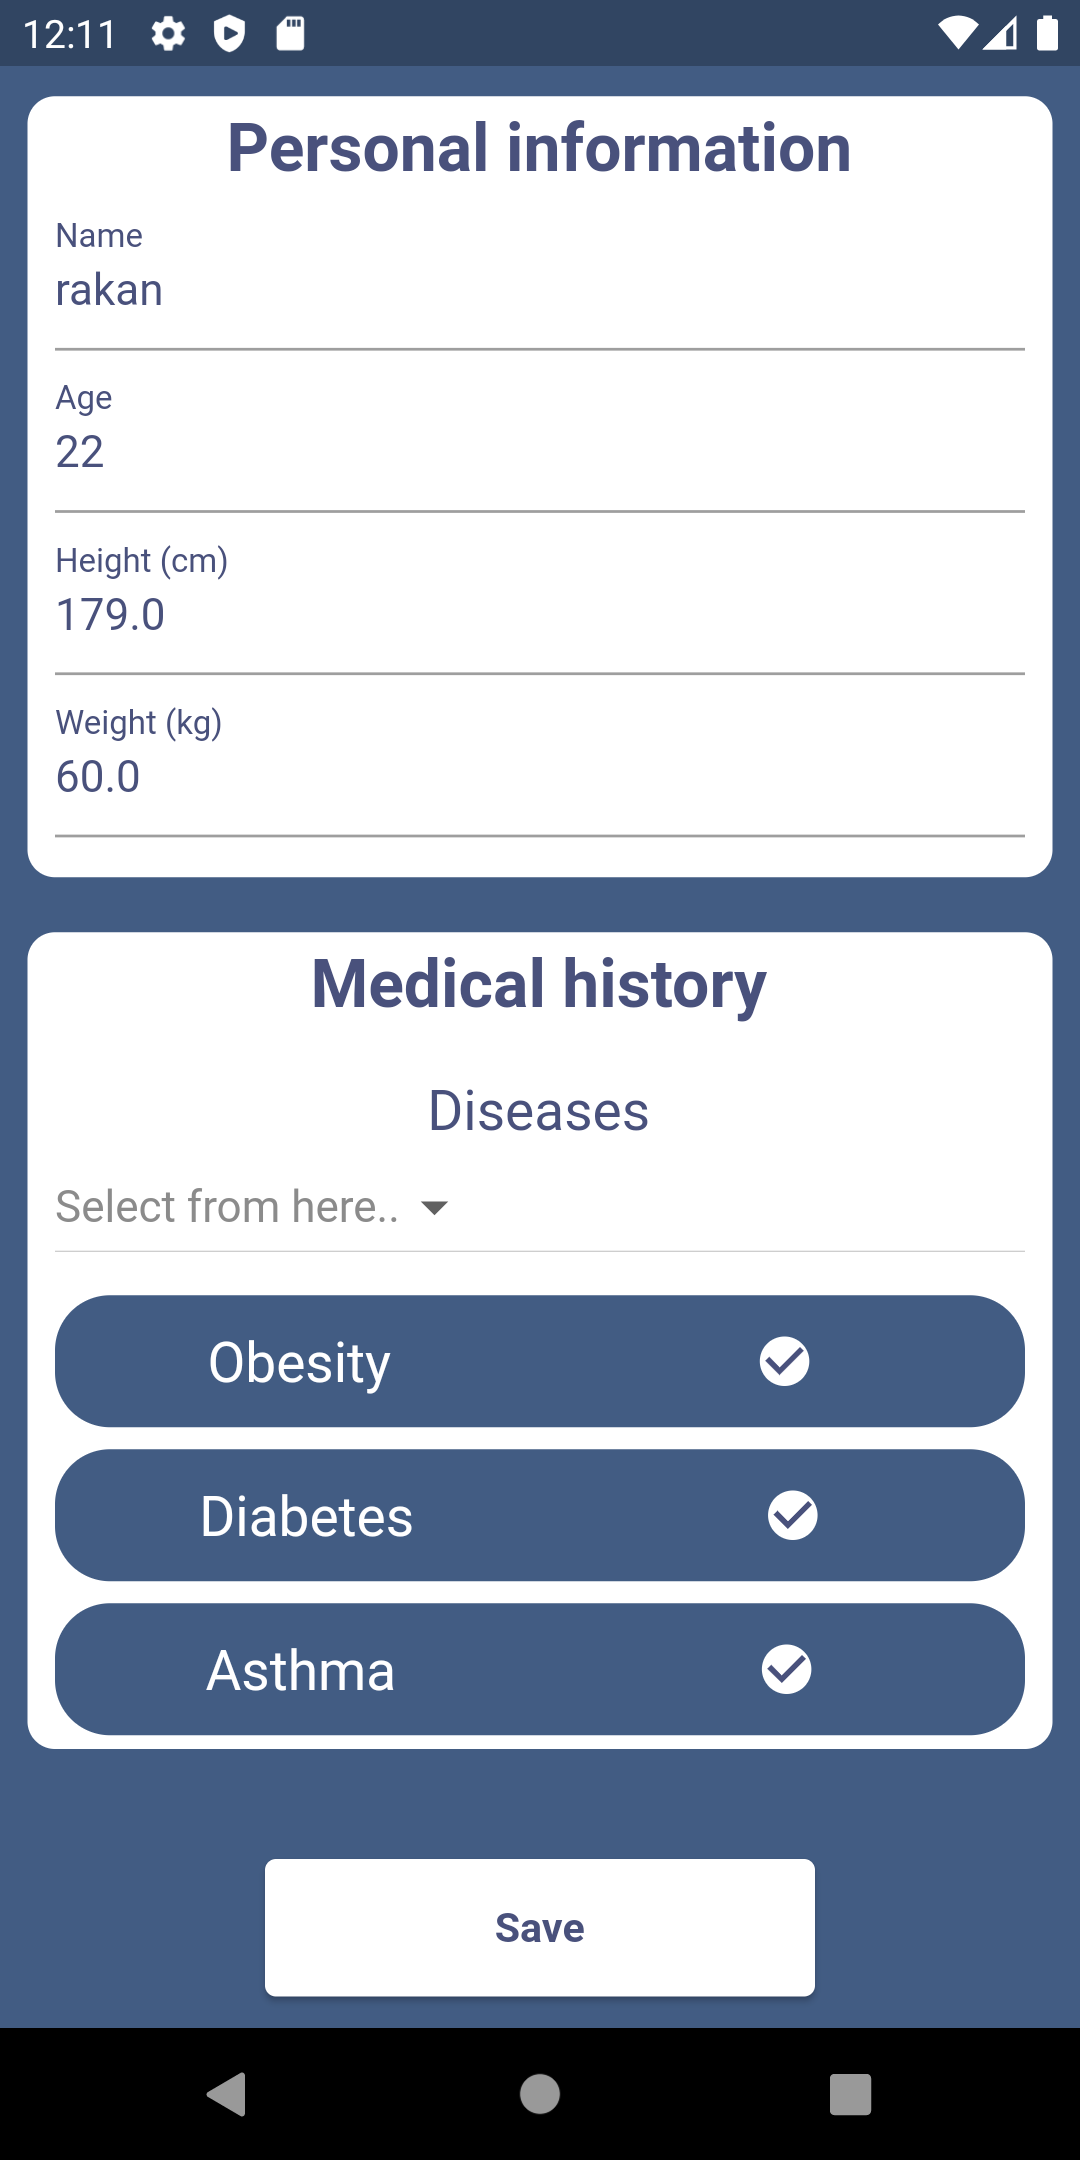 12:11
Personal information
Name
rakan
Age
22
Height (cm)
179.0
Weight (kg)
60.0
Medical history
Diseases
Select from here..
Obesity
Diabetes
Asthma
Save